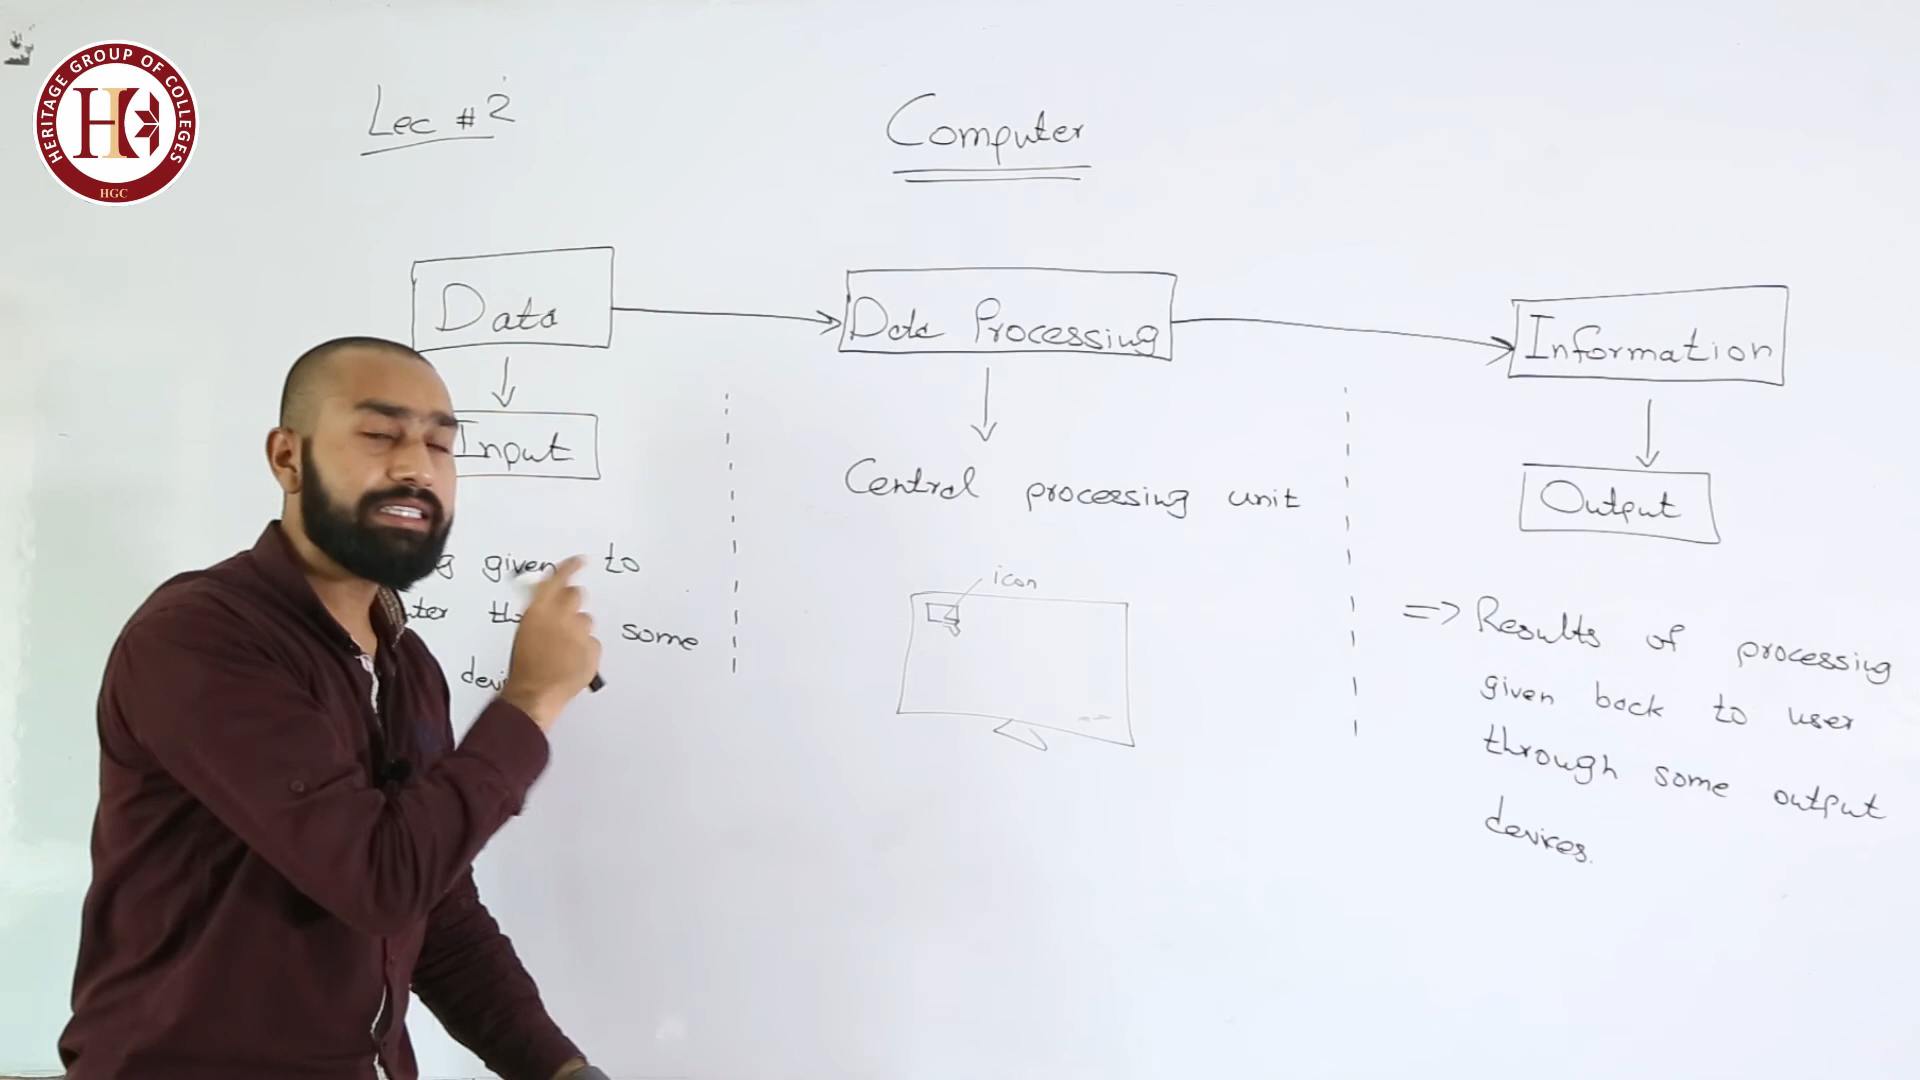 HERITAGE GROUP OF COLLEGES
HGC
Lec # 2
Computer
Data
Data Processing
Information
Input
Central processing unit
Output
given to
some
icon
=> Results of processing
given back to user
through some output
devices.